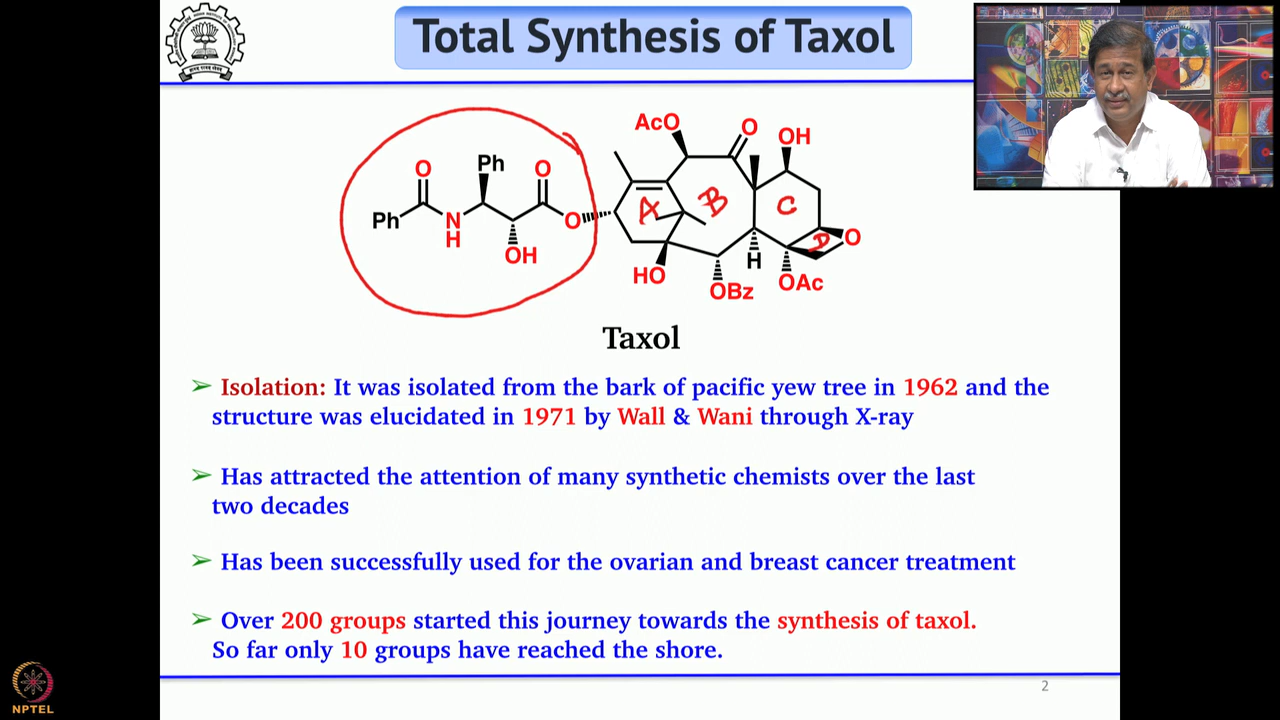 Total Synthesis of Taxol
AcO
O
OH
O
Ph
O
Ph
N
H
OH
O
A
B
C
D
O
HO
OBz
H
OAc
Taxol
➢ Isolation: It was isolated from the bark of pacific yew tree in 1962 and the
structure was elucidated in 1971 by Wall & Wani through X-ray
➢ Has attracted the attention of many synthetic chemists over the last
two decades
➢ Has been successfully used for the ovarian and breast cancer treatment
➢ Over 200 groups started this journey towards the synthesis of taxol.
So far only 10 groups have reached the shore.
2
NPTEL